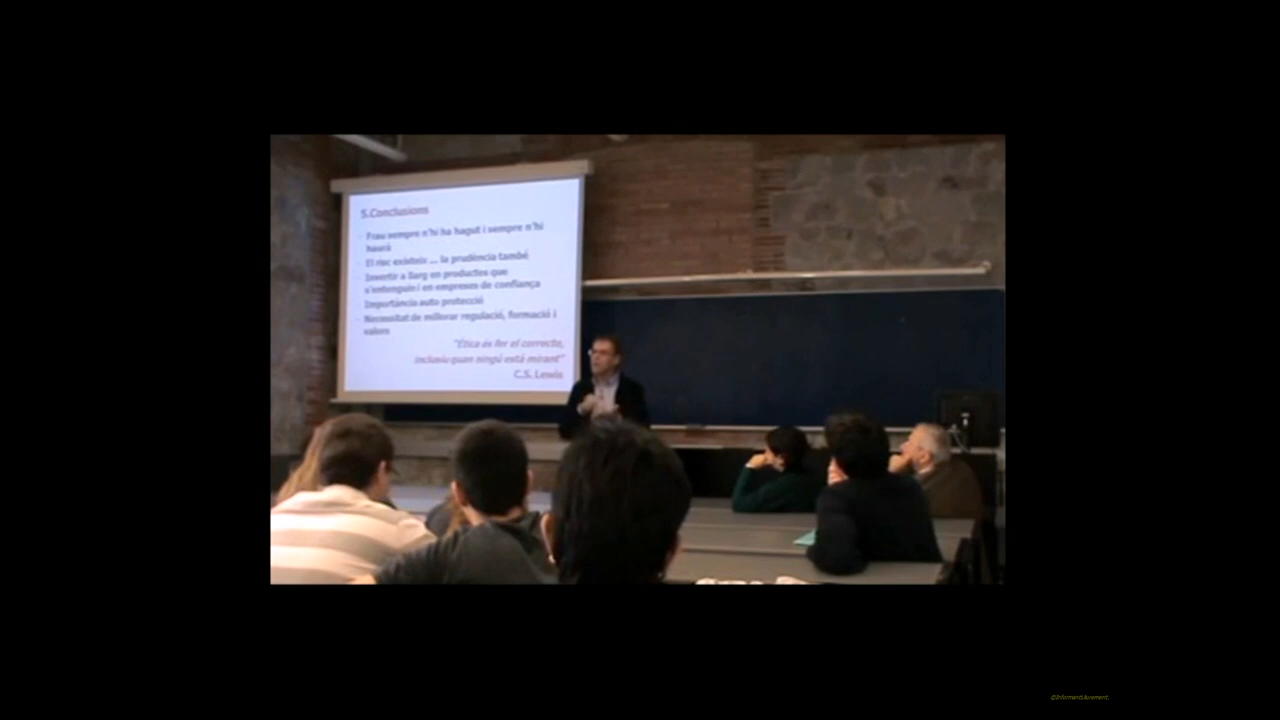 5.Conclusions
Frau sempre n'hi ha hagut i sempre n'hi
haurà
El risc existeix ... la prudència també
Invertir a llarg en productes que
s'entenguin i en empreses de confiança
Importància auto protecció
Necessitat de millorar regulació, formació i
valors
"Ètica és fer el correcte,
inclusiu quan ningú està mirant"
C.S. Lewis
©InformantLliurement.